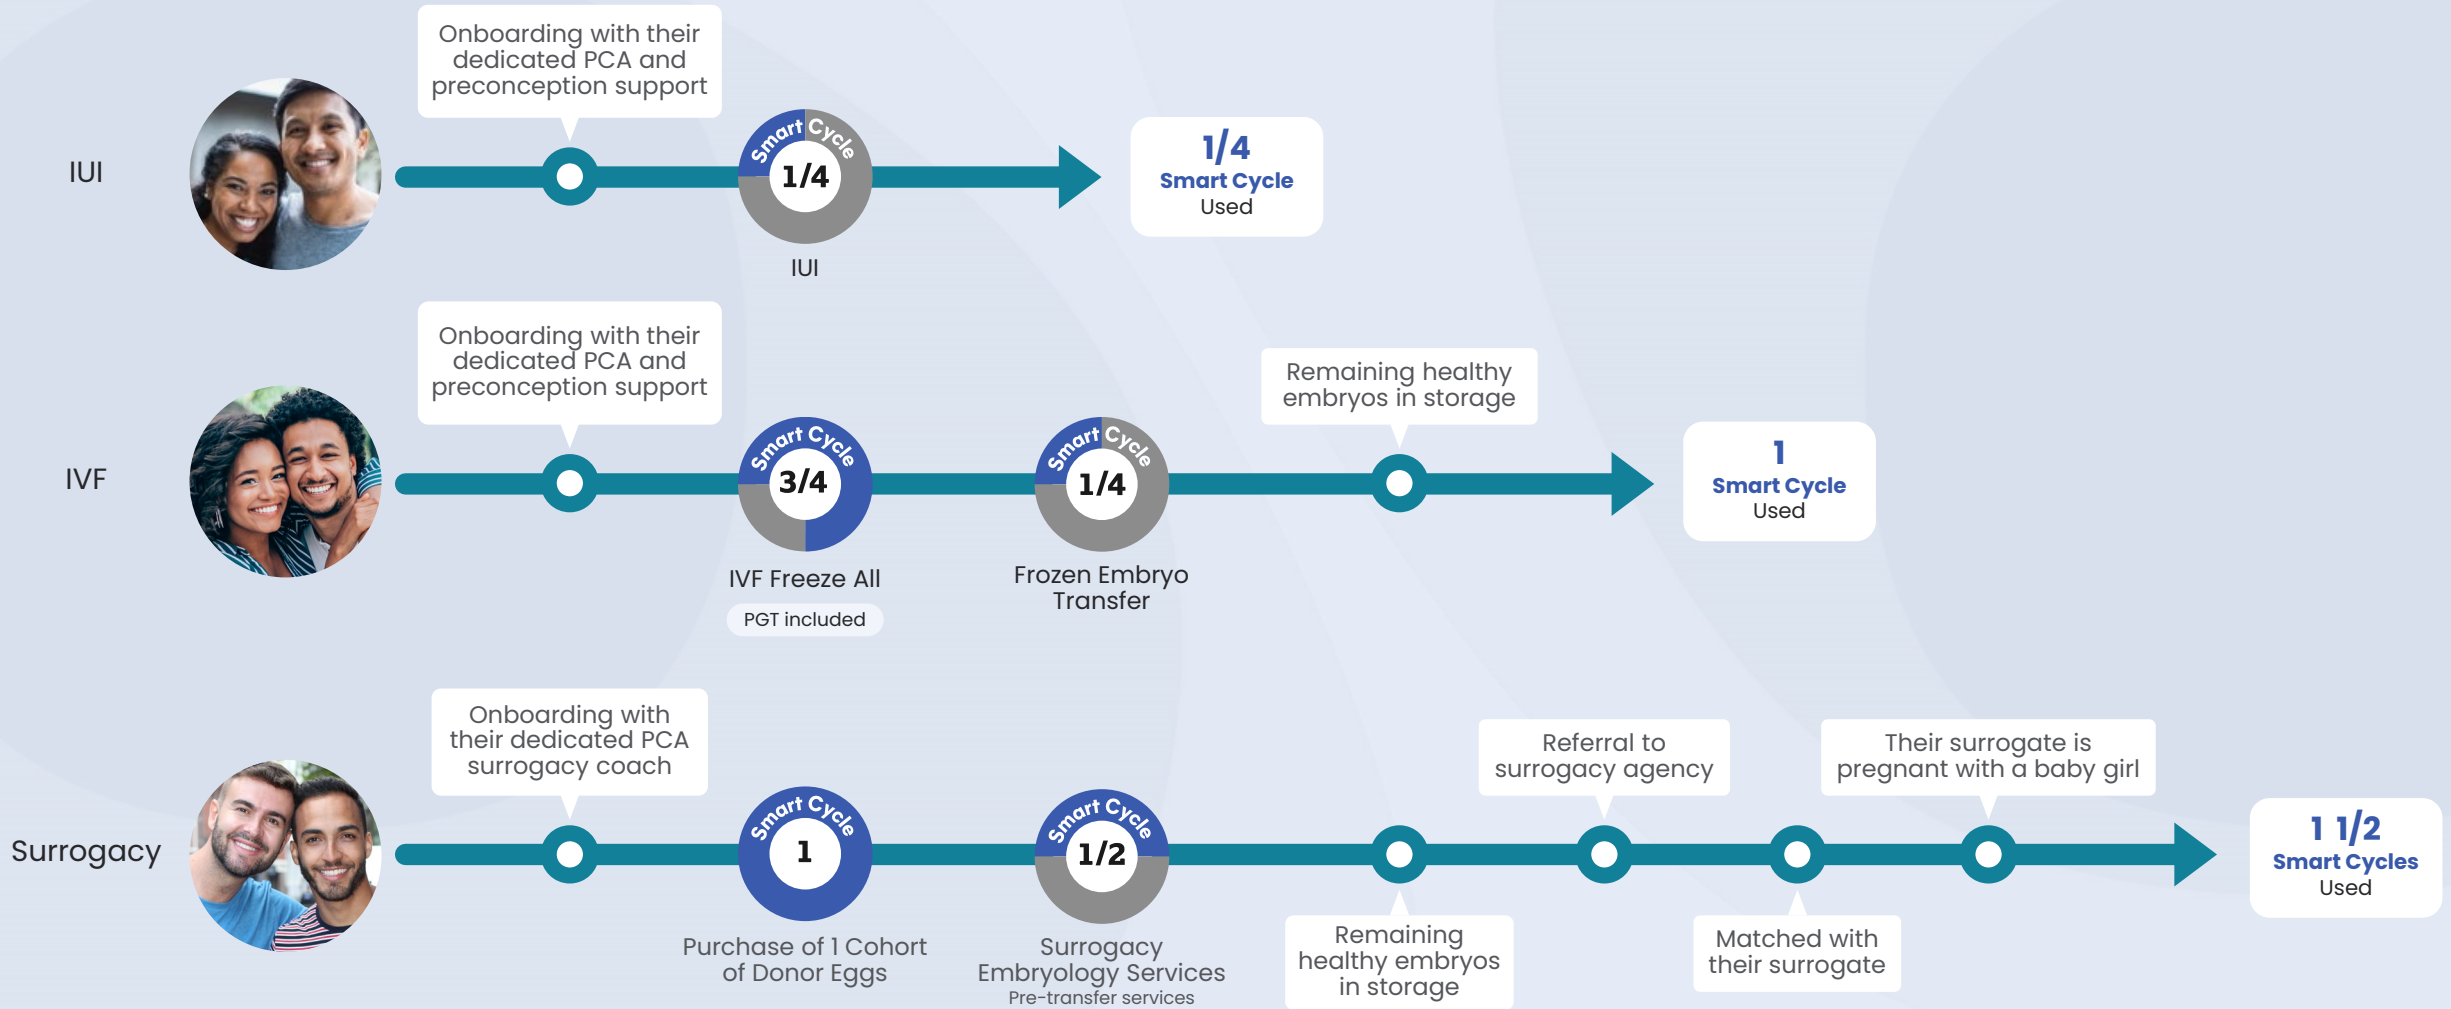 Onboarding with their
dedicated PCA and
preconception support
IUI
Smart Cycle
1/4
IUI
1/4
Smart Cycle
Used
Onboarding with their
dedicated PCA and
preconception support
IVF
Smart Cycle
3/4
IVF Freeze All
PGT included
Smart Cycle
1/4
Frozen Embryo
Transfer
Remaining healthy
embryos in storage
1
Smart Cycle
Used
Onboarding with
their dedicated PCA
surrogacy coach
Surrogacy
Smart Cycle
1
Purchase of 1 Cohort
of Donor Eggs
Smart Cycle
1/2
Surrogacy
Embryology Services
Pre-transfer services
Remaining
healthy embryos
in storage
Referral to
surrogacy agency
Matched with
their surrogate
Their surrogate is
pregnant with a baby girl
1 1/2
Smart Cycles
Used